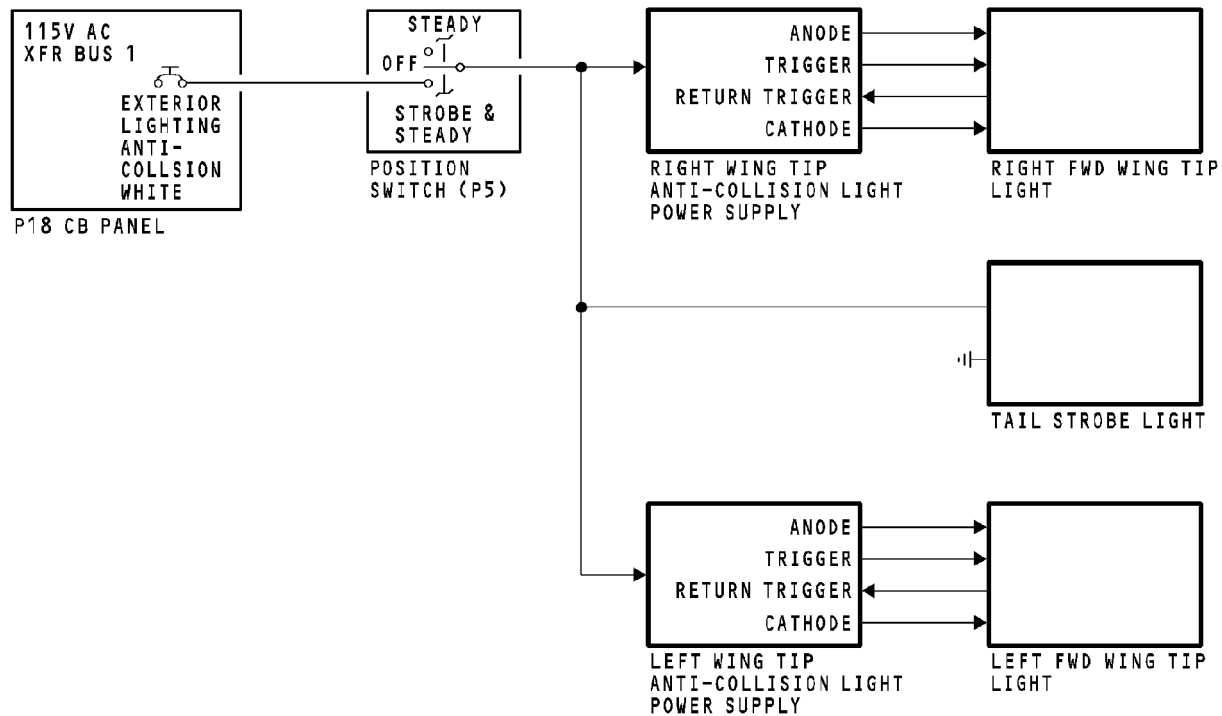 115V AC
XFR BUS 1
EXTERIOR
LIGHTING
ANTI-
COLLSION
WHITE
P18 CB PANEL
STEADY
OFF
STROBE &
STEADY
POSITION
SWITCH (P5)
ANODE
TRIGGER
RETURN TRIGGER
CATHODE
RIGHT WING TIP
ANTI-COLLISION LIGHT
POWER SUPPLY
RIGHT FWD WING TIP
LIGHT
TAIL STROBE LIGHT
ANODE
TRIGGER
RETURN TRIGGER
CATHODE
LEFT WING TIP
ANTI-COLLISION LIGHT
POWER SUPPLY
LEFT FWD WING TIP
LIGHT